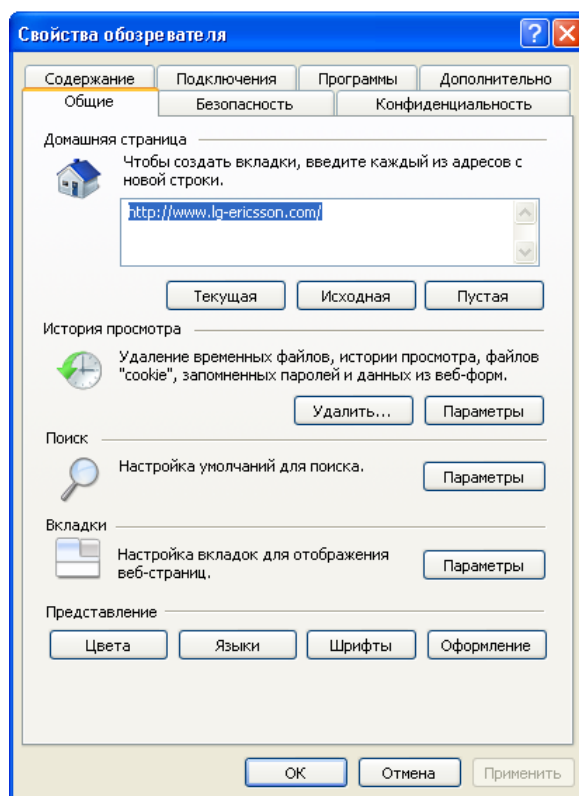 Свойства обозревателя
Содержание Подключения Программы Дополнительно
Общие Безопасность Конфиденциальность
Домашняя страница
Чтобы создать вкладки, введите каждый из адресов с
новой строки.
http://www.lg-ericsson.com/
Текущая Исходная Пустая
История просмотра
Удаление временных файлов, истории просмотра, файлов
"cookie", запомненных паролей и данных из веб-форм.
Удалить... Параметры
Поиск
Настройка умолчаний для поиска.
Параметры
Вкладки
Настройка вкладок для отображения
веб-страниц.
Параметры
Представление
Цвета Языки Шрифты Оформление
ОК Отмена Применить